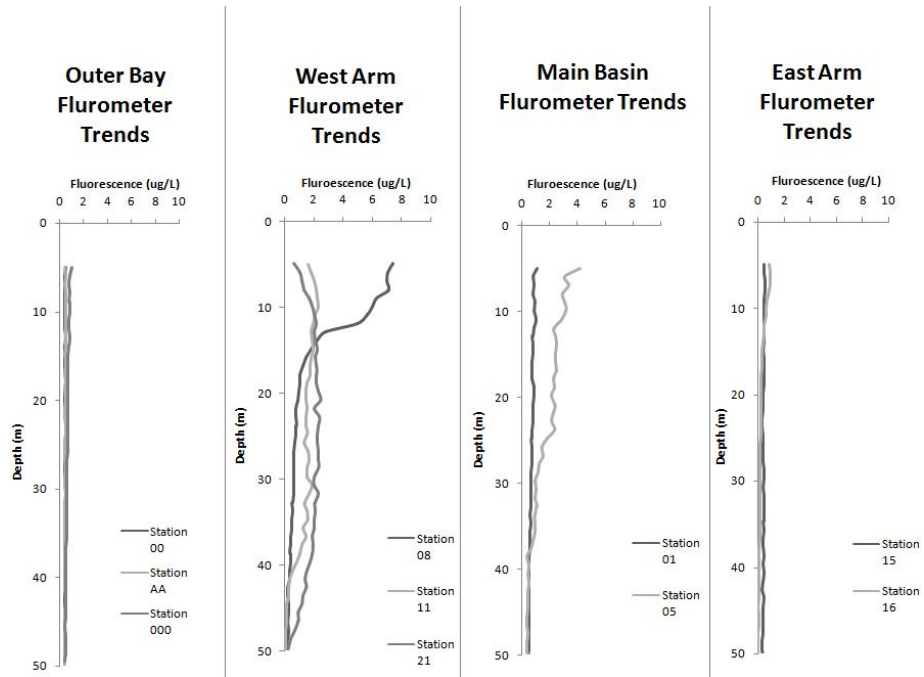 Outer Bay
Flurometer
Trends
Fluorescence (ug/L)
0 2 4 6 8 10
0
10
20
30
40
50
Depth (m)
Station
00
Station
AA
Station
000
West Arm
Flurometer
Trends
Fluroescence (ug/L)
0 2 4 6 8 10
0
10
20
30
40
50
Depth (m)
Station
08
Station
11
Station
21
Main Basin
Flurometer Trends
Fluroescence (ug/L)
0 2 4 6 8 10
0
10
20
30
40
50
Depth (m)
Station
01
Station
05
East Arm
Flurometer
Trends
Fluroescence (ug/L)
0 2 4 6 8 10
0
10
20
30
40
50
Depth (m)
Station
15
Station
16